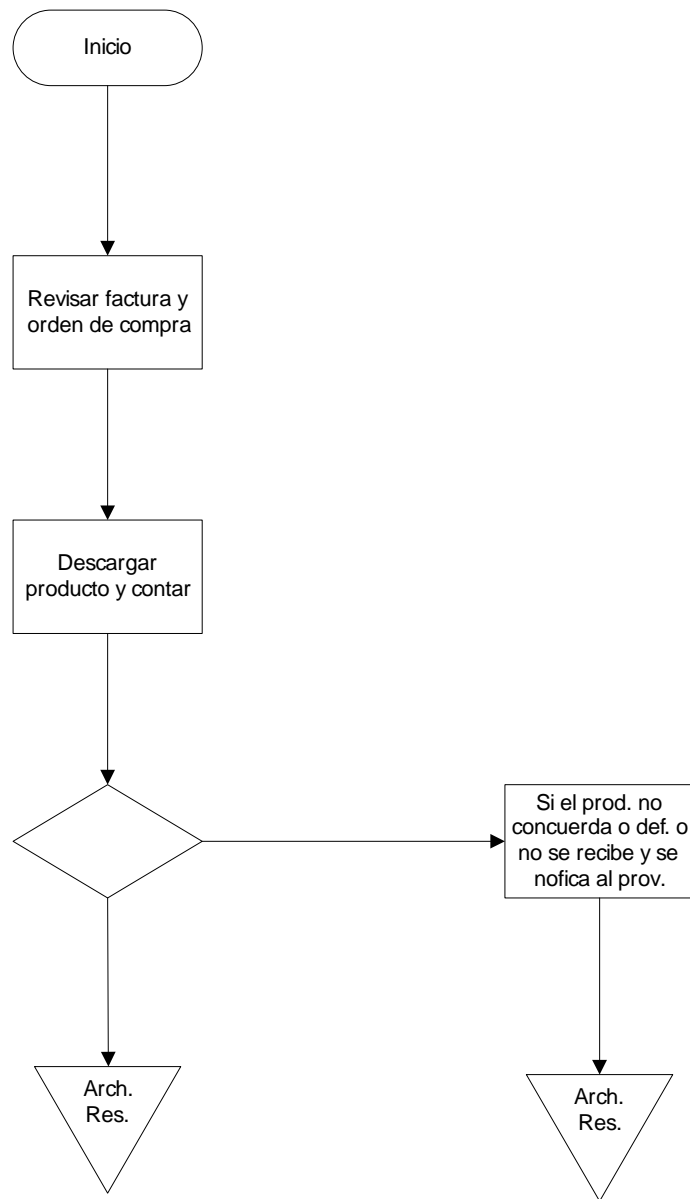 Inicio
Revisar factura y
orden de compra
Descargar
producto y contar
Si el prod. no
concuerda o def. o
no se recibe y se
nofica al prov.
Arch.
Res.
Arch.
Res.